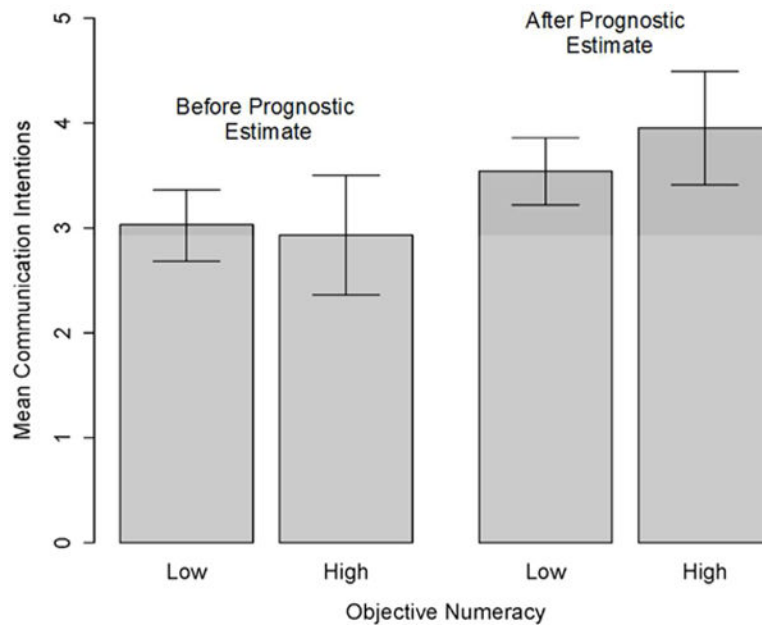 After Prognostic
Estimate
Before Prognostic
Estimate
Mean Communication Intentions
5
4
3
2
1
0
Low
High
Low
High
Objective Numeracy